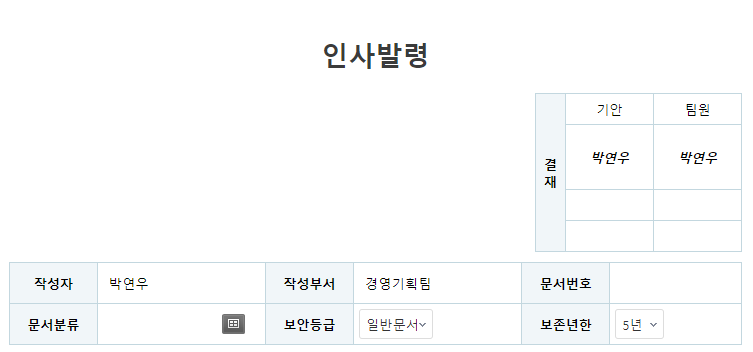 인사발령
결재
기안 팀원
박연우 박연우
작성자 박연우 작성부서 경영기획팀 문서번호
문서분류 보안등급 일반문서 보존년한 5년